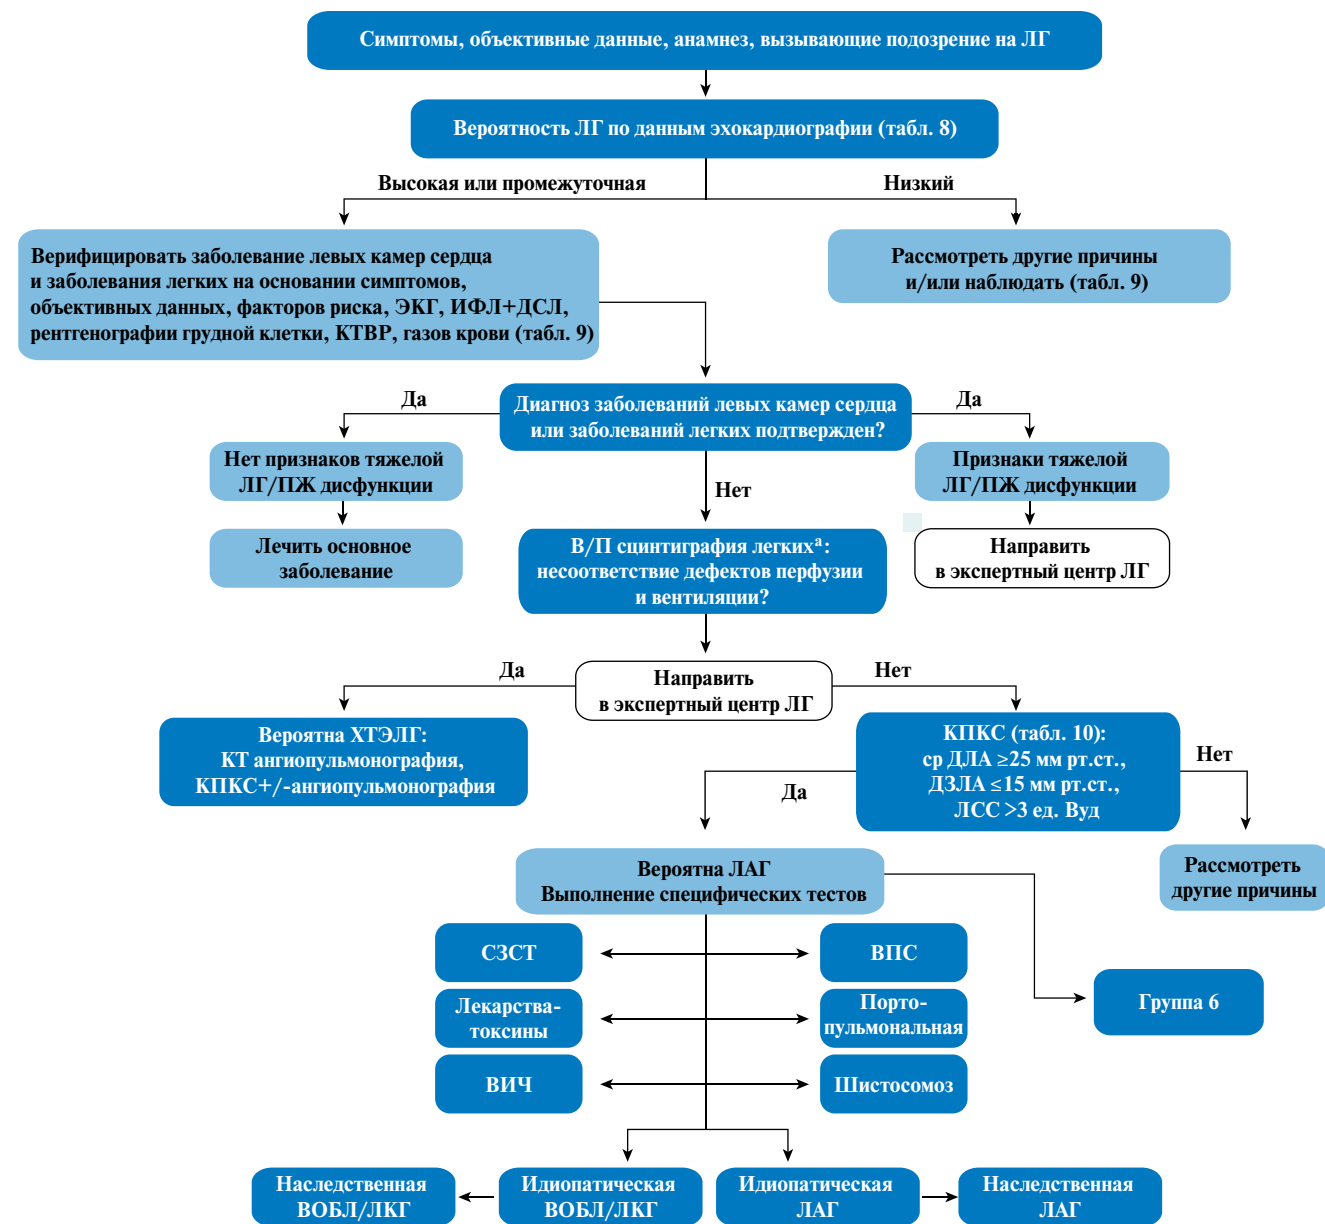 Симптомы, объективные данные, анамнез, вызывающие подозрение на ЛГ
Вероятность ЛГ по данным эхокардиографии (табл. 8)
Высокая или промежуточная
Низкий
Верифицировать заболевание левых камер сердца
и заболевания легких на основании симптомов,
объективных данных, факторов риска, ЭКГ, ИФЛ+ДСЛ,
рентгенографии грудной клетки, КТВР, газов крови (табл. 9)
Рассмотреть другие причины
и/или наблюдать (табл. 9)
Да
Диагноз заболеваний левых камер сердца
или заболеваний легких подтвержден?
Да
Нет признаков тяжелой
ЛГ/ПЖ дисфункции
Нет
Признаки тяжелой
ЛГ/ПЖ дисфункции
Лечить основное
заболевание
В/П сцинтиграфия легкихª:
несоответствие дефектов перфузии
и вентиляции?
Направить
в экспертный центр ЛГ
Да
Направить
в экспертный центр ЛГ
Нет
Вероятна ХТЭЛГ:
КТ ангиопульмонография,
КПКС+/-ангиопульмонография
КПКС (табл. 10):
ср ДЛА ≥25 мм рт.ст.,
ДЗЛА ≤15 мм рт.ст.,
ЛСС >3 ед. Вуд
Да
Нет
Вероятна ЛАГ
Выполнение специфических тестов
Рассмотреть
другие причины
СЗСТ
ВПС
Лекарства-
токсины
Порто-
пульмональная
Группа 6
ВИЧ
Шистосомоз
Наследственная
ВОБЛ/ЛКГ
Идиопатическая
ВОБЛ/ЛКГ
Идиопатическая
ЛАГ
Наследственная
ЛАГ